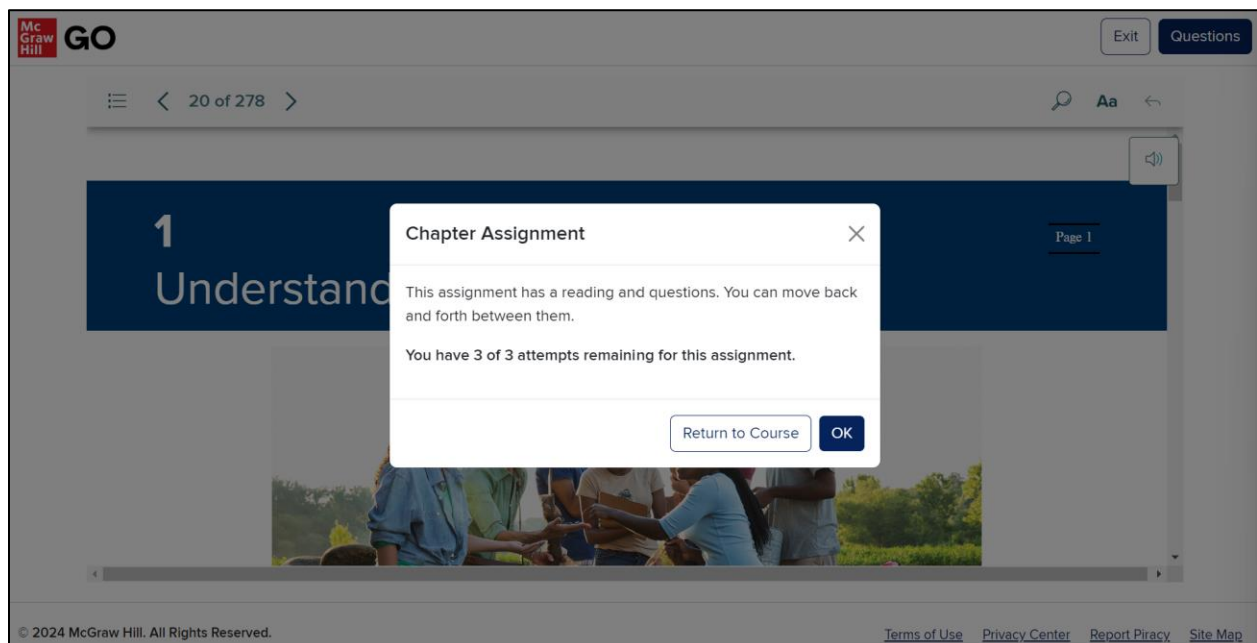 Mc
Graw
Hill
GO
Exit
Questions
20 of 278
Aa
1
Page 1
Understand
Chapter Assignment
This assignment has a reading and questions. You can move back
and forth between them.
You have 3 of 3 attempts remaining for this assignment.
Return to Course
OK
© 2024 McGraw Hill. All Rights Reserved.
Terms of Use Privacy Center Report Piracy Site Map